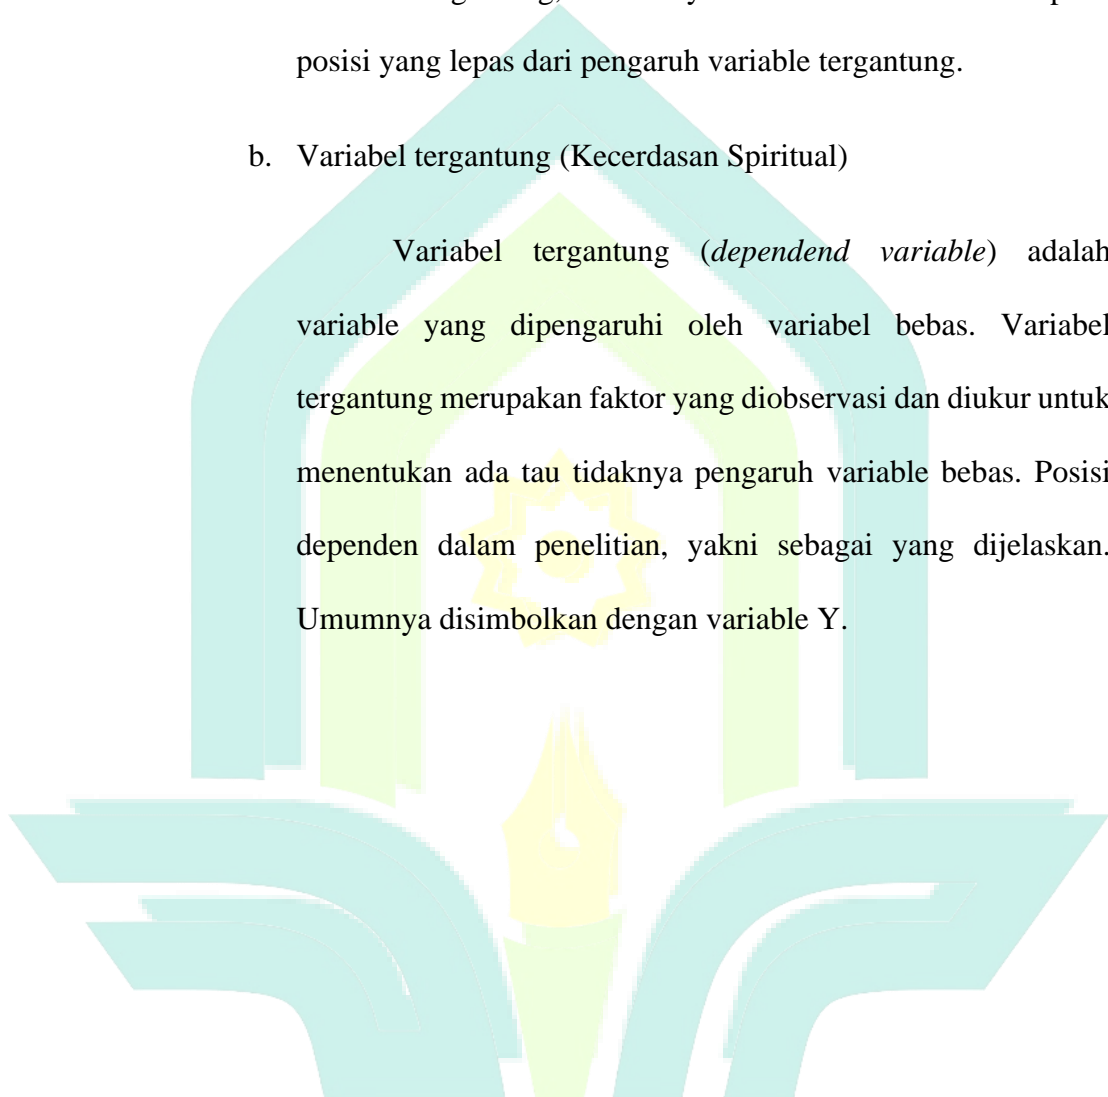 posisi yang lepas dari pengaruh variable tergantung.
b. Variabel tergantung (Kecerdasan Spiritual)
Variabel tergantung (dependend variable) adalah
variable yang dipengaruhi oleh variabel bebas. Variabel
tergantung merupakan faktor yang diobservasi dan diukur untuk
menentukan ada tau tidaknya pengaruh variable bebas. Posisi
dependen dalam penelitian, yakni sebagai yang dijelaskan.
Umumnya disimbolkan dengan variable Y.